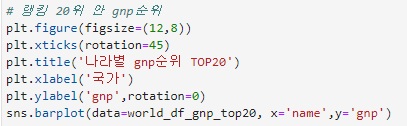 # 랭킹 20위 안 gnp순위
plt.figure(figsize=(12,8))
plt.xticks(rotation=45)
plt.title('나라별 gnp순위 TOP20')
plt.xlabel('국가')
plt.ylabel('gnp',rotation=0)
sns.barplot(data=world_df_gnp_top20, x='name',y='gnp')